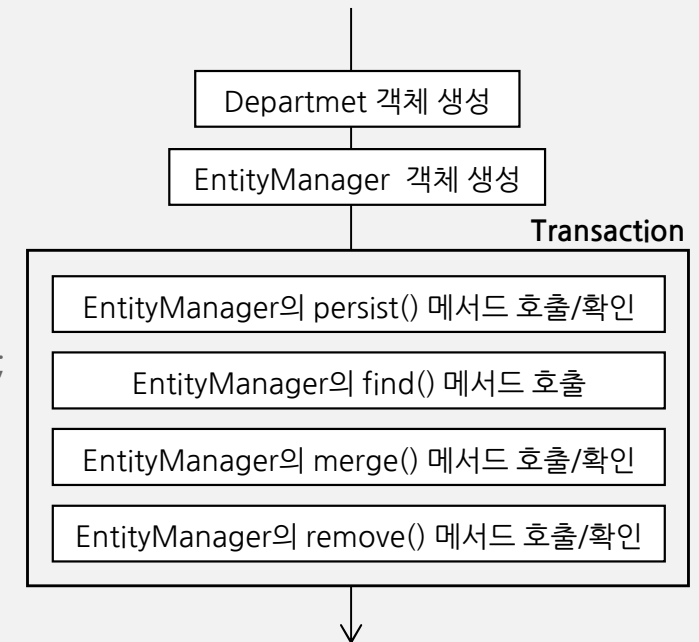 Departmet 객체 생성
EntityManager 객체 생성
Transaction
EntityManager의 persist() 메서드 호출/확인
EntityManager의 find() 메서드 호출
EntityManager의 merge() 메서드 호출/확인
EntityManager의 remove() 메서드 호출/확인